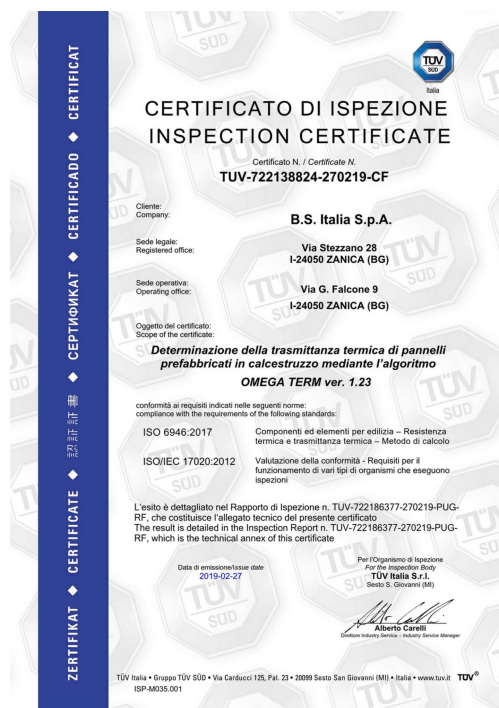 TÜV
SÜD
Italia
CERTIFICATO DI ISPEZIONE
INSPECTION CERTIFICATE
Certificato N. / Certificate N.
TUV-722138824-270219-CF
Cliente:
Company:
B.S. Italia S.p.A.
Sede legale:
Registered office:
Via Stezzano 28
I-24050 ZANICA (BG)
Sede operativa:
Operating office:
Via G. Falcone 9
I-24050 ZANICA (BG)
Oggetto del certificato:
Scope of the certificate:
Determinazione della trasmittanza termica di pannelli
prefabbricati in calcestruzzo mediante l'algoritmo
OMEGA TERM ver. 1.23
conformità ai requisiti indicati nelle seguenti norme:
compliance with the requirements of the following standards:
ISO 6946:2017 Componenti ed elementi per edilizia – Resistenza
termica e trasmittanza termica – Metodo di calcolo
ISO/IEC 17020:2012 Valutazione della conformità - Requisiti per il
funzionamento di vari tipi di organismi che eseguono
ispezioni
L'esito è dettagliato nel Rapporto di Ispezione n. TUV-722186377-270219-PUG-
RF, che costituisce l'allegato tecnico del presente certificato
The result is detailed in the Inspection Report n. TUV-722186377-270219-PUG-
RF, which is the technical annex of this certificate
Data di emissione/Issue date
2019-02-27
Per l'Organismo di Ispezione
For the Inspection Body
TÜV Italia S.r.l.
Sesto S. Giovanni (MI)
Alberto Carelli
Direttore Industry Service – Industry Service Manager
TÜV Italia • Gruppo TÜV SÜD • Via Carducci 125, Pal. 23 • 20099 Sesto San Giovanni (MI) • Italia • www.tuv.it TÜV®
ISP-M035.001
ZERTIFIKAT ◆ CERTIFICATE ◆ 認証書 ◆ СЕРТИФИКАТ ◆ CERTIFICADO ◆ CERTIFICAT